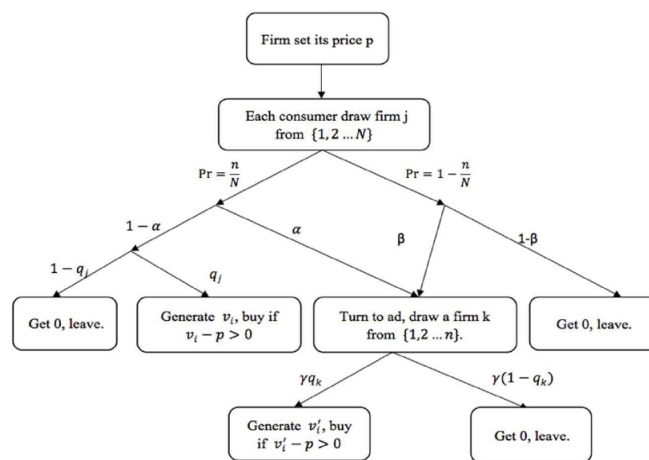 Firm set its price p
Each consumer draw firm j
from {1, 2 ... N}
Pr = n/N
Pr = 1 − n/N
1 − α
α
β
1-β
1 − q_j
q_j
Get 0, leave.
Generate v_i, buy if
v_i − p > 0
Turn to ad, draw a firm k
from {1,2 ... n}.
Get 0, leave.
γq_k
γ(1 − q_k)
Generate v_i', buy
if v_i' − p > 0
Get 0, leave.